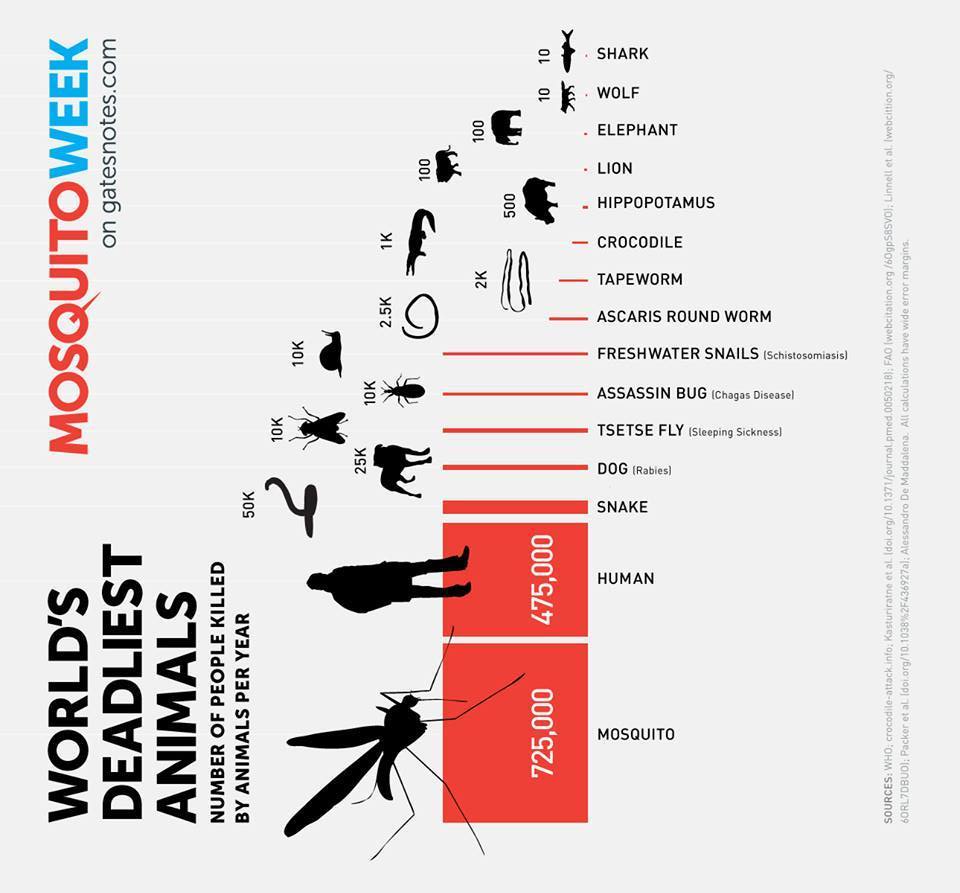 WORLD'S
DEADLIEST
ANIMALS
NUMBER OF PEOPLE KILLED
BY ANIMALS PER YEAR
MOSQUITOWEEK
on gatesnotes.com
10 SHARK
10 WOLF
100 ELEPHANT
100 LION
500 HIPPOPOTAMUS
1K CROCODILE
2K TAPEWORM
2.5K ASCARIS ROUND WORM
10K FRESHWATER SNAILS (Schistosomiasis)
10K ASSASSIN BUG (Chagas Disease)
10K TSETSE FLY (Sleeping Sickness)
25K DOG (Rabies)
50K SNAKE
475,000 HUMAN
725,000 MOSQUITO
SOURCES: WHO; crocodile-attack.info; Kasturiratne et al. (doi.org/10.1371/journal.pmed.0050218); FAO (webcitation.org/6OgpS8SVO); Linnell et al. (webcittion.org/
6ORL7DBUO); Packer et al. (doi.org/10.1038%2F436927a); Alessandro De Maddalena. All calculations have wide error margins.